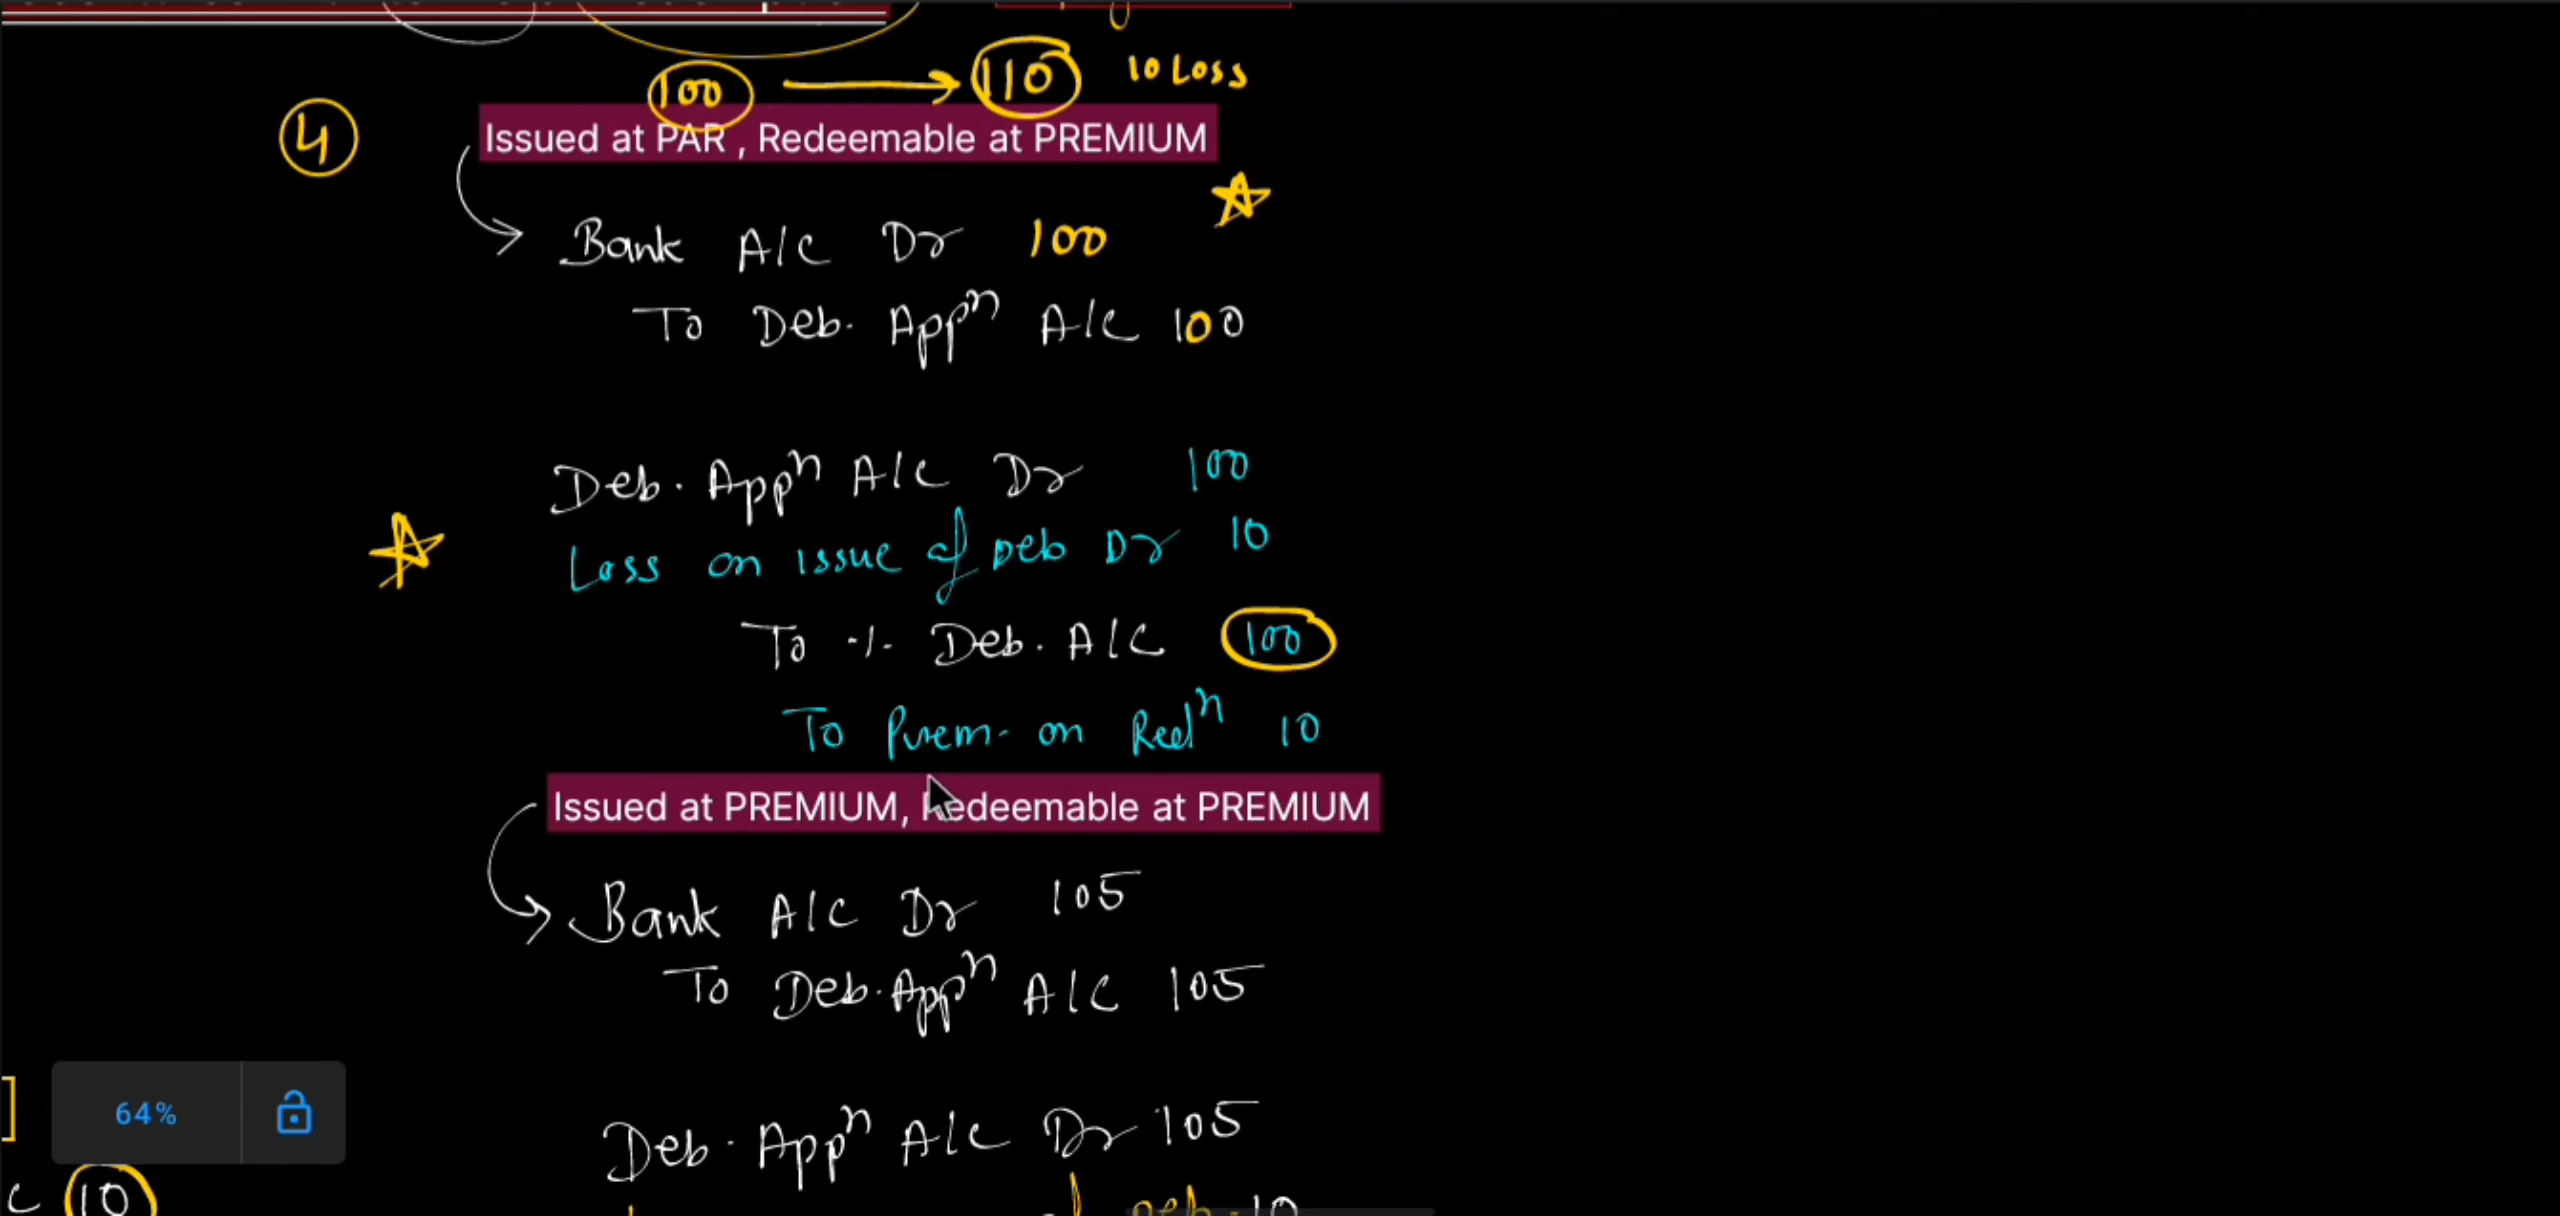 100 → 110 10 Loss
4 Issued at PAR , Redeemable at PREMIUM
Bank A/C Dr 100
To Deb. Appⁿ A/C 100
Deb. Appⁿ A/C Dr 100
Loss on issue of Deb Dr 10
To -/. Deb. A/C 100
To Prem. on Redⁿ 10
Issued at PREMIUM, Redeemable at PREMIUM
Bank A/C Dr 105
To Deb. Appⁿ A/C 105
Deb. Appⁿ A/C Dr 105
64%
10